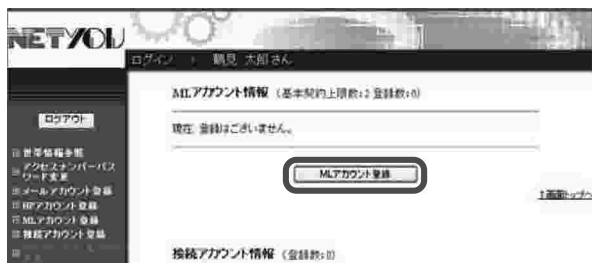 NETYOU
ログイン : 鶴見 太郎さん
MLアカウント情報 (基本契約上限数:2 登録数:0)
ログアウト
現在 登録はございません。
世帯情報参照
アクセスナンバーパスワード変更
メールアカウント登録
HPアカウント登録
MLアカウント登録
接続アカウント登録
MLアカウント登録
↑画面トップへ
接続アカウント情報 (登録数:0)